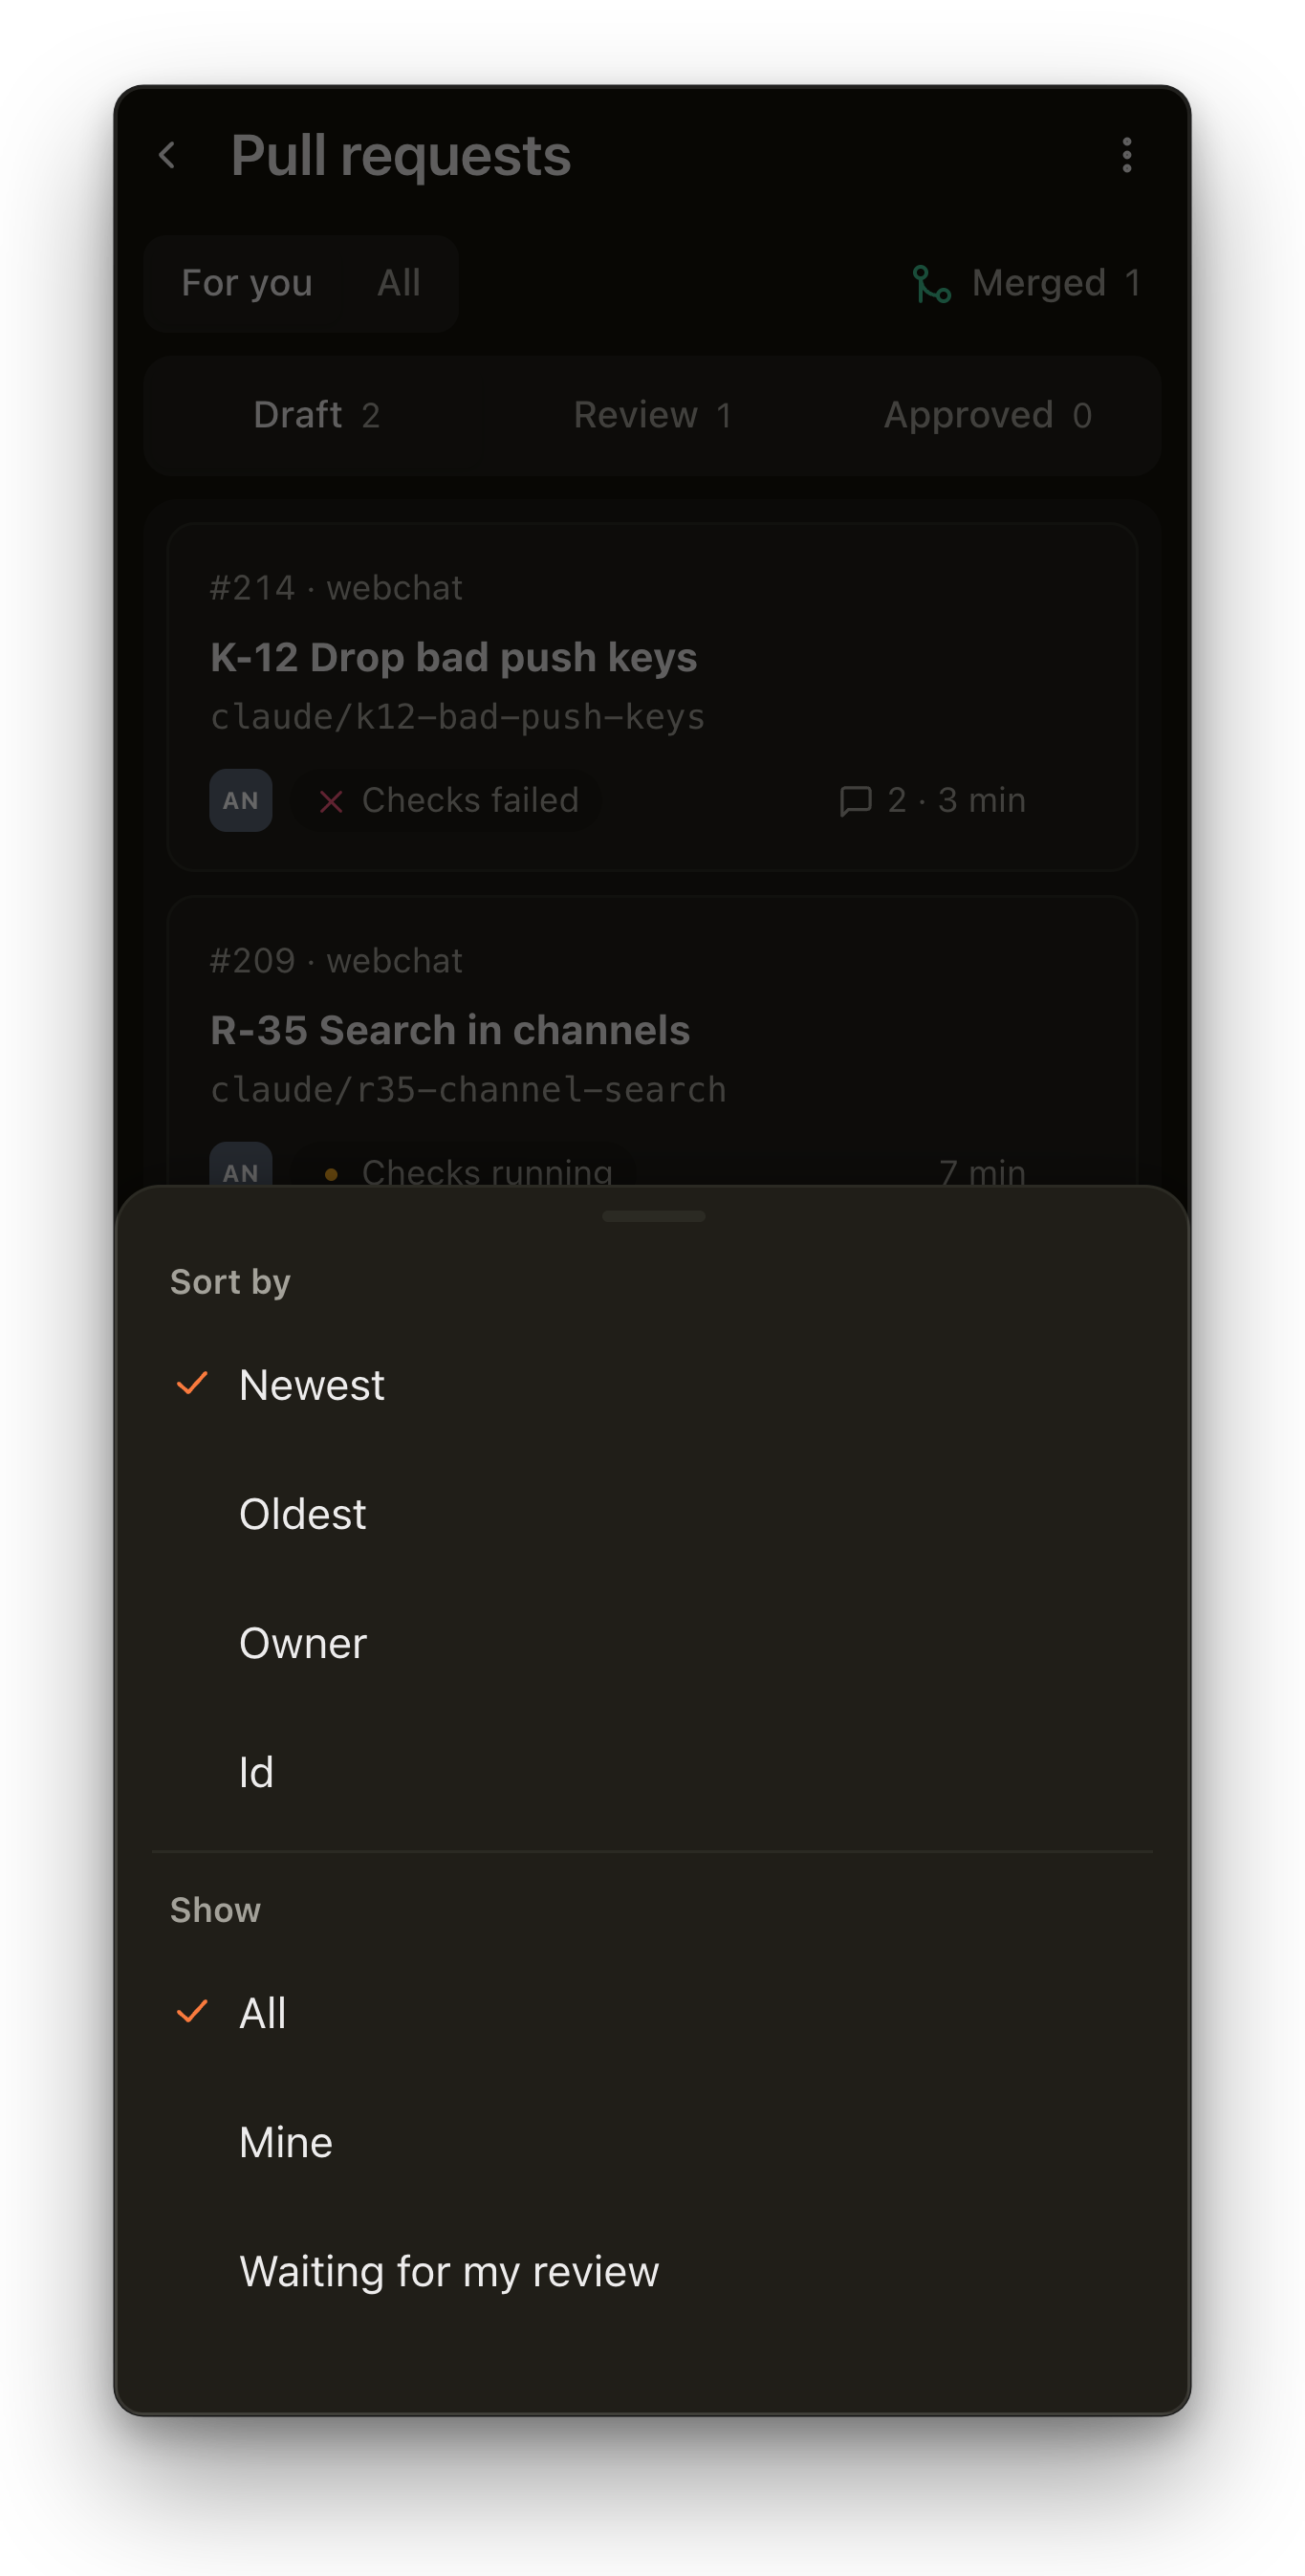 Pull requests
For you All Merged 1
Draft 2 Review 1 Approved 0
#214 · webchat
K-12 Drop bad push keys
claude/k12-bad-push-keys
AN Checks failed 2 · 3 min
#209 · webchat
R-35 Search in channels
claude/r35-channel-search
AN Checks running 7 min
Sort by
Newest
Oldest
Owner
Id
Show
All
Mine
Waiting for my review